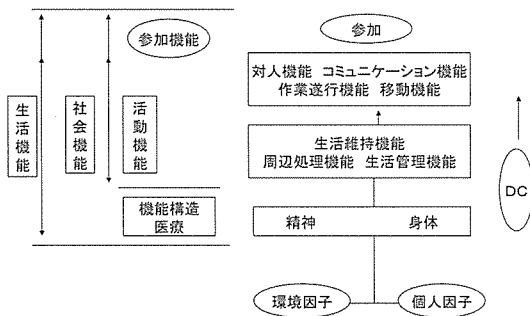 参加機能
生活機能
社会機能
活動機能
機能構造
医療
参加
対人機能 コミュニケーション機能
作業遂行機能 移動機能
生活維持機能
周辺処理機能 生活管理機能
精神 身体
環境因子 個人因子
DC